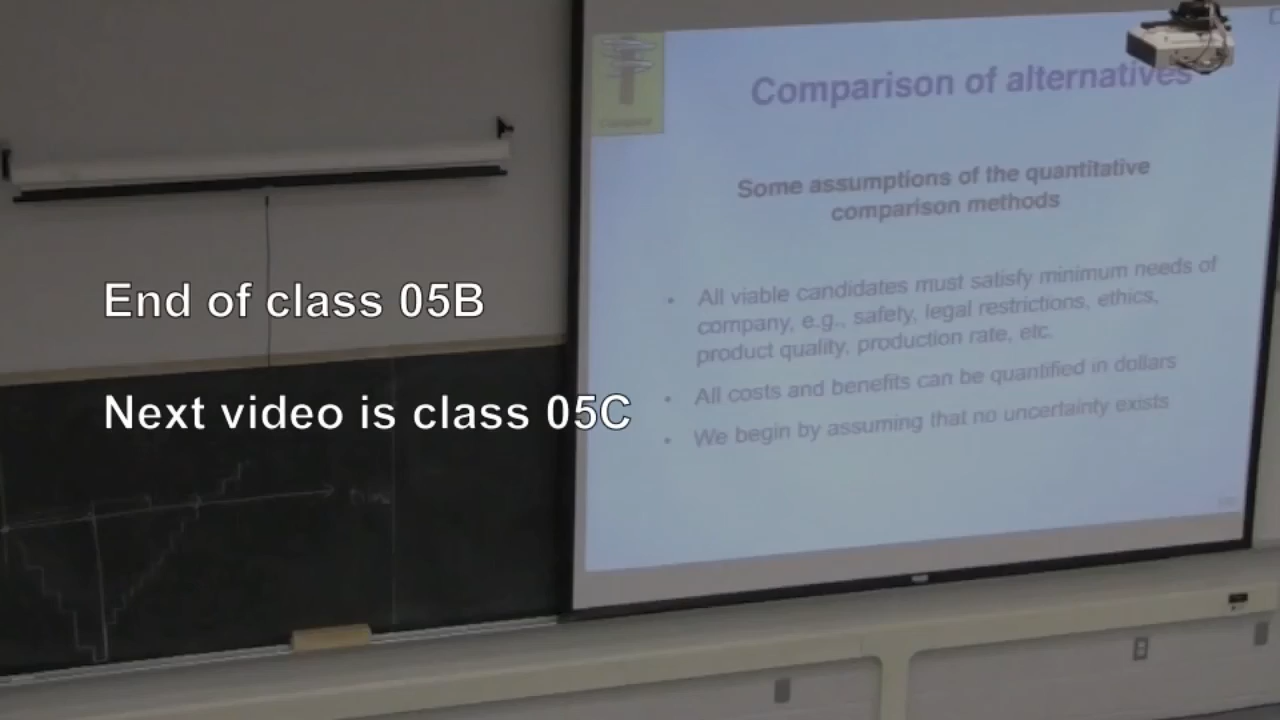 Comparison of alternatives
Some assumptions of the quantitative
comparison methods
• All viable candidates must satisfy minimum needs of
company, e.g., safety, legal restrictions, ethics,
product quality, production rate, etc.
• All costs and benefits can be quantified in dollars
• We begin by assuming that no uncertainty exists
End of class 05B
Next video is class 05C